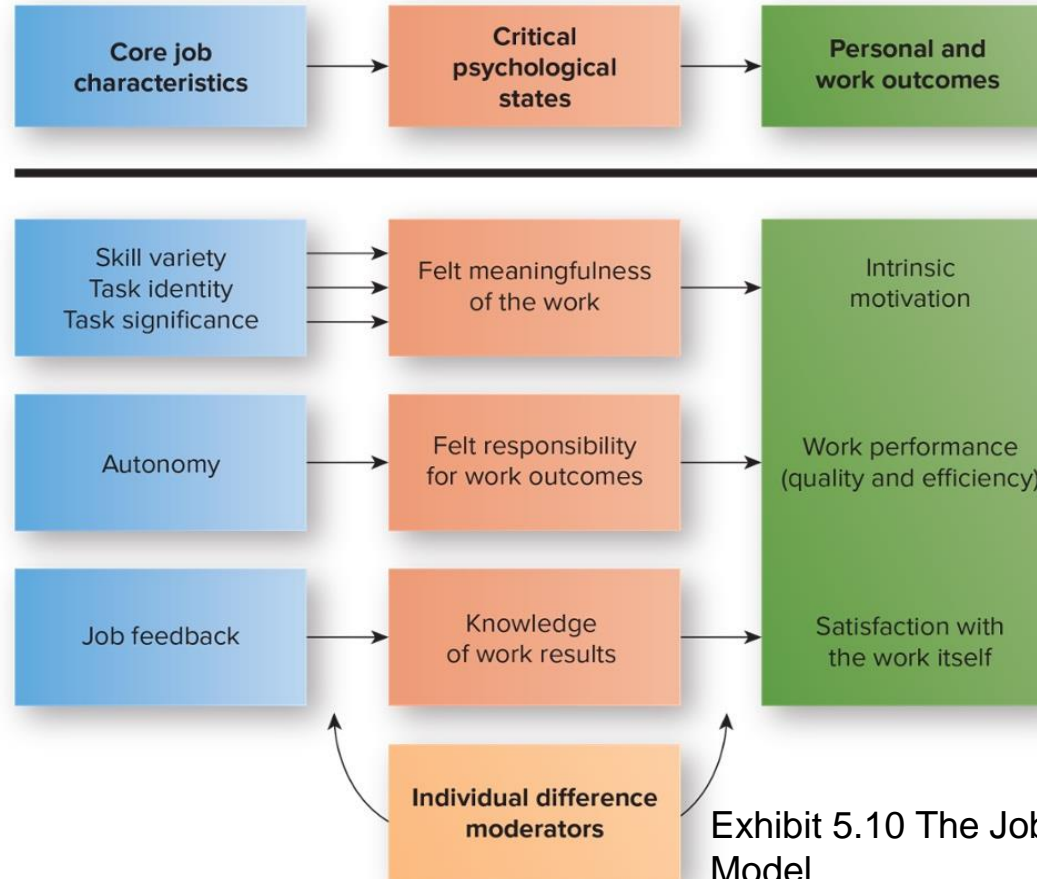 Core job
characteristics
Critical
psychological
states
Personal and
work outcomes
Skill variety
Task identity
Task significance
Felt meaningfulness
of the work
Intrinsic
motivation
Autonomy
Felt responsibility
for work outcomes
Work performance
(quality and efficiency)
Job feedback
Knowledge
of work results
Satisfaction with
the work itself
Individual difference
moderators
Exhibit 5.10 The Job
Model